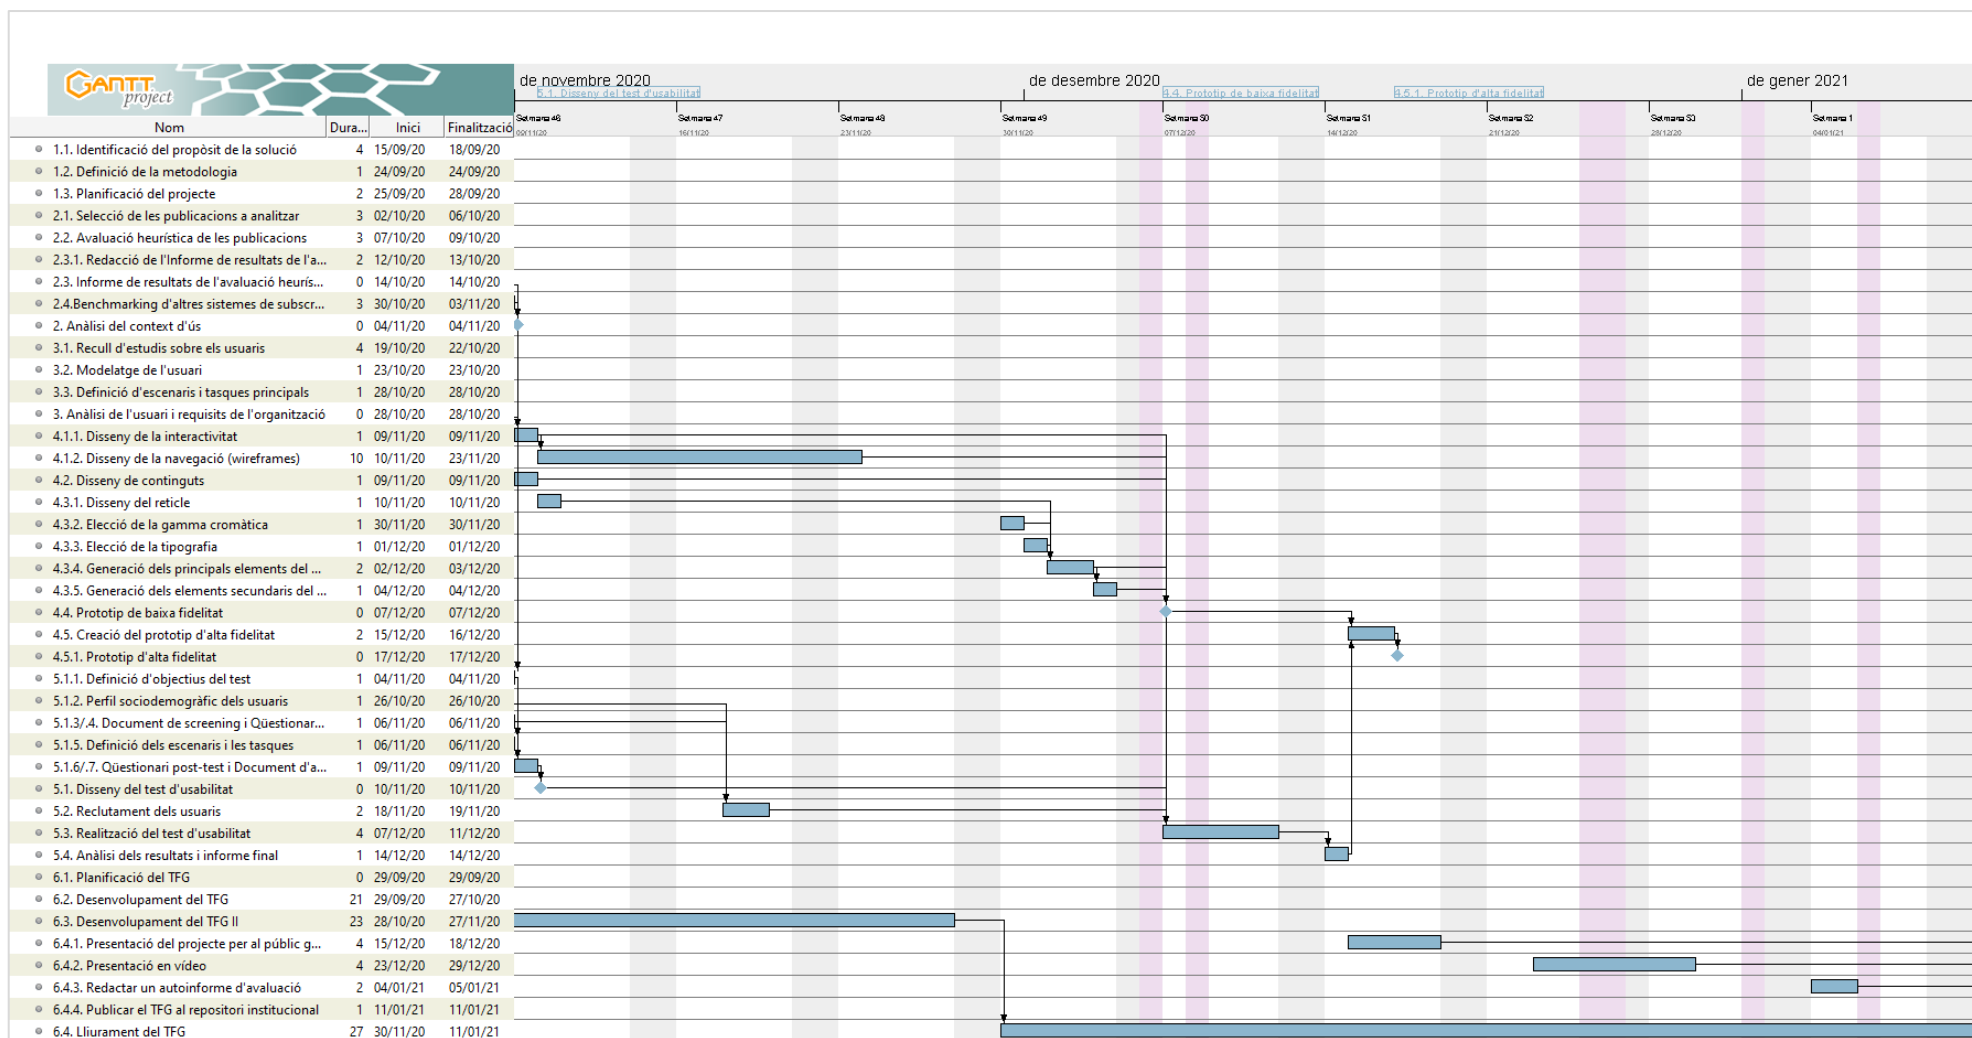 GANTT
project
de novembre 2020
de desembre 2020
de gener 2021
5.1. Disseny del test d'usabilitat
4.4. Prototip de baixa fidelitat
4.5.1. Prototip d'alta fidelitat
Setmana 46
Setmana 47
Setmana 48
Setmana 49
Setmana 50
Setmana 51
Setmana 52
Setmana 53
Setmana 1
09/11/20
16/11/20
23/11/20
30/11/20
07/12/20
14/12/20
21/12/20
28/12/20
04/01/21
Nom Dura... Inici Finalització
1.1. Identificació del propòsit de la solució 4 15/09/20 18/09/20
1.2. Definició de la metodologia 1 24/09/20 24/09/20
1.3. Planificació del projecte 2 25/09/20 28/09/20
2.1. Selecció de les publicacions a analitzar 3 02/10/20 06/10/20
2.2. Avaluació heurística de les publicacions 3 07/10/20 09/10/20
2.3.1. Redacció de l'Informe de resultats de l'a... 2 12/10/20 13/10/20
2.3. Informe de resultats de l'avaluació heurís... 0 14/10/20 14/10/20
2.4.Benchmarking d'altres sistemes de subscr... 3 30/10/20 03/11/20
2. Anàlisi del context d'ús 0 04/11/20 04/11/20
3.1. Recull d'estudis sobre els usuaris 4 19/10/20 22/10/20
3.2. Modelatge de l'usuari 1 23/10/20 23/10/20
3.3. Definició d'escenaris i tasques principals 1 28/10/20 28/10/20
3. Anàlisi de l'usuari i requisits de l'organització 0 28/10/20 28/10/20
4.1.1. Disseny de la interactivitat 1 09/11/20 09/11/20
4.1.2. Disseny de la navegació (wireframes) 10 10/11/20 23/11/20
4.2. Disseny de continguts 1 09/11/20 09/11/20
4.3.1. Disseny del reticle 1 10/11/20 10/11/20
4.3.2. Elecció de la gamma cromàtica 1 30/11/20 30/11/20
4.3.3. Elecció de la tipografia 1 01/12/20 01/12/20
4.3.4. Generació dels principals elements del ... 2 02/12/20 03/12/20
4.3.5. Generació dels elements secundaris del ... 1 04/12/20 04/12/20
4.4. Prototip de baixa fidelitat 0 07/12/20 07/12/20
4.5. Creació del prototip d'alta fidelitat 2 15/12/20 16/12/20
4.5.1. Prototip d'alta fidelitat 0 17/12/20 17/12/20
5.1.1. Definició d'objectius del test 1 04/11/20 04/11/20
5.1.2. Perfil sociodemogràfic dels usuaris 1 26/10/20 26/10/20
5.1.3/.4. Document de screening i Qüestionar... 1 06/11/20 06/11/20
5.1.5. Definició dels escenaris i les tasques 1 06/11/20 06/11/20
5.1.6/.7. Qüestionari post-test i Document d'a... 1 09/11/20 09/11/20
5.1. Disseny del test d'usabilitat 0 10/11/20 10/11/20
5.2. Reclutament dels usuaris 2 18/11/20 19/11/20
5.3. Realització del test d'usabilitat 4 07/12/20 11/12/20
5.4. Anàlisi dels resultats i informe final 1 14/12/20 14/12/20
6.1. Planificació del TFG 0 29/09/20 29/09/20
6.2. Desenvolupament del TFG 21 29/09/20 27/10/20
6.3. Desenvolupament del TFG II 23 28/10/20 27/11/20
6.4.1. Presentació del projecte per al públic g... 4 15/12/20 18/12/20
6.4.2. Presentació en vídeo 4 23/12/20 29/12/20
6.4.3. Redactar un autoinforme d'avaluació 2 04/01/21 05/01/21
6.4.4. Publicar el TFG al repositori institucional 1 11/01/21 11/01/21
6.4. Lliurament del TFG 27 30/11/20 11/01/21